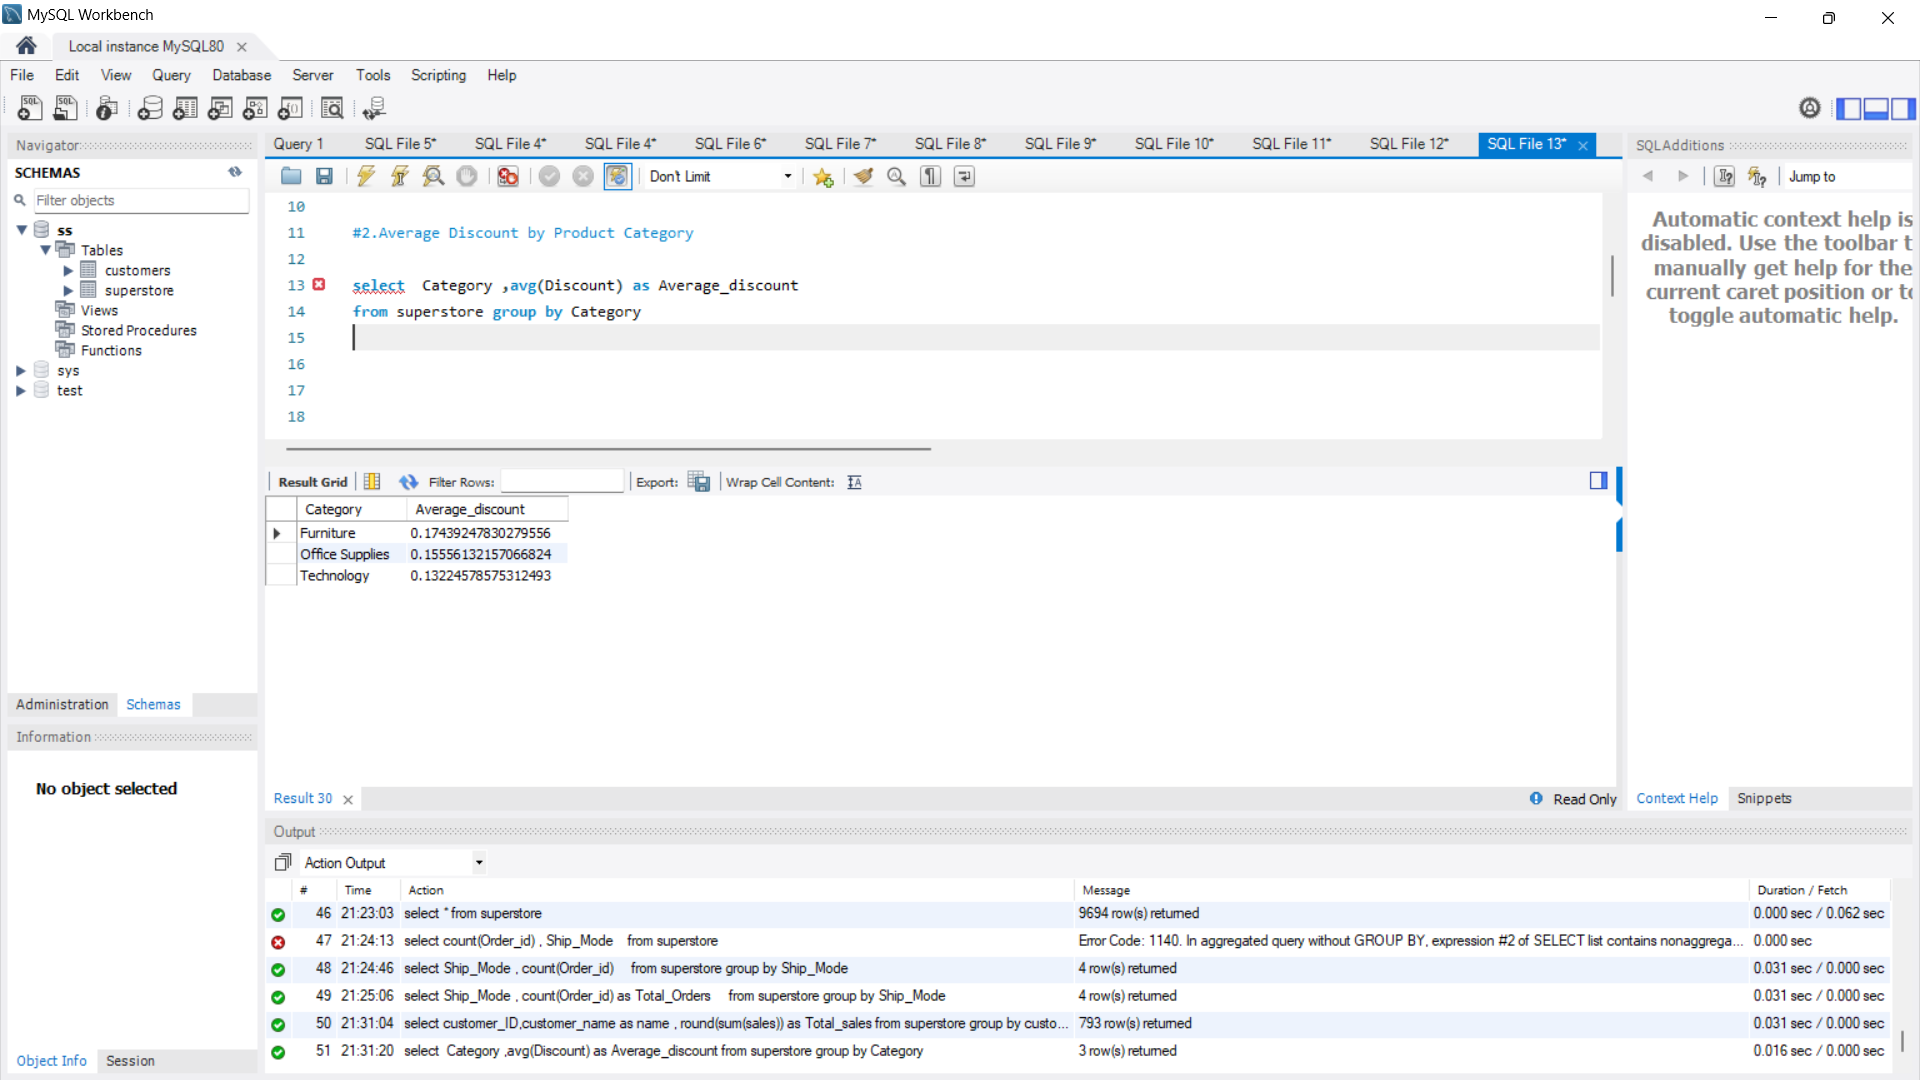 MySQL Workbench
Local instance MySQL80
File Edit View Query Database Server Tools Scripting Help
Navigator
SCHEMAS
Filter objects
ss
Tables
customers
superstore
Views
Stored Procedures
Functions
sys
test
Administration Schemas
Information
No object selected
Object Info Session
Query 1 SQL File 5* SQL File 4* SQL File 4* SQL File 6* SQL File 7* SQL File 8* SQL File 9* SQL File 10* SQL File 11* SQL File 12* SQL File 13*
Don't Limit
10
11 #2.Average Discount by Product Category
12
13 select  Category ,avg(Discount) as Average_discount
14 from superstore group by Category
15
16
17
18
Result Grid Filter Rows: Export: Wrap Cell Content:
Category Average_discount
Furniture 0.17439247830279556
Office Supplies 0.15556132157066824
Technology 0.13224578575312493
Result 30 Read Only
SQLAdditions
Jump to
Automatic context help is
disabled. Use the toolbar t
manually get help for the
current caret position or to
toggle automatic help.
Context Help Snippets
Output
Action Output
# Time Action Message Duration / Fetch
46 21:23:03 select * from superstore 9694 row(s) returned 0.000 sec / 0.062 sec
47 21:24:13 select count(Order_id) , Ship_Mode from superstore Error Code: 1140. In aggregated query without GROUP BY, expression #2 of SELECT list contains nonaggrega... 0.000 sec
48 21:24:46 select Ship_Mode , count(Order_id) from superstore group by Ship_Mode 4 row(s) returned 0.031 sec / 0.000 sec
49 21:25:06 select Ship_Mode , count(Order_id) as Total_Orders from superstore group by Ship_Mode 4 row(s) returned 0.031 sec / 0.000 sec
50 21:31:04 select customer_ID,customer_name as name , round(sum(sales)) as Total_sales from superstore group by custo... 793 row(s) returned 0.031 sec / 0.000 sec
51 21:31:20 select  Category ,avg(Discount) as Average_discount from superstore group by Category 3 row(s) returned 0.016 sec / 0.000 sec